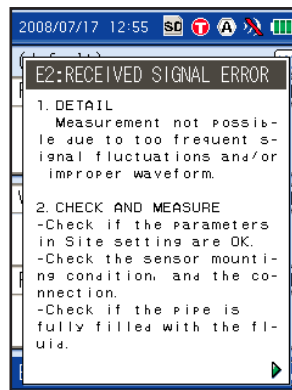 2008/07/17 12:55 SD T A
E2:RECEIVED SIGNAL ERROR
1. DETAIL
Measurement not possib-
le due to too frequent s-
ignal fluctuations and/or
improper waveform.
2. CHECK AND MEASURE
-Check if the parameters
in Site setting are OK.
-Check the sensor mounti-
ng condition, and the co-
nnection.
-Check if the pipe is
fully filled with the fl-
uid.